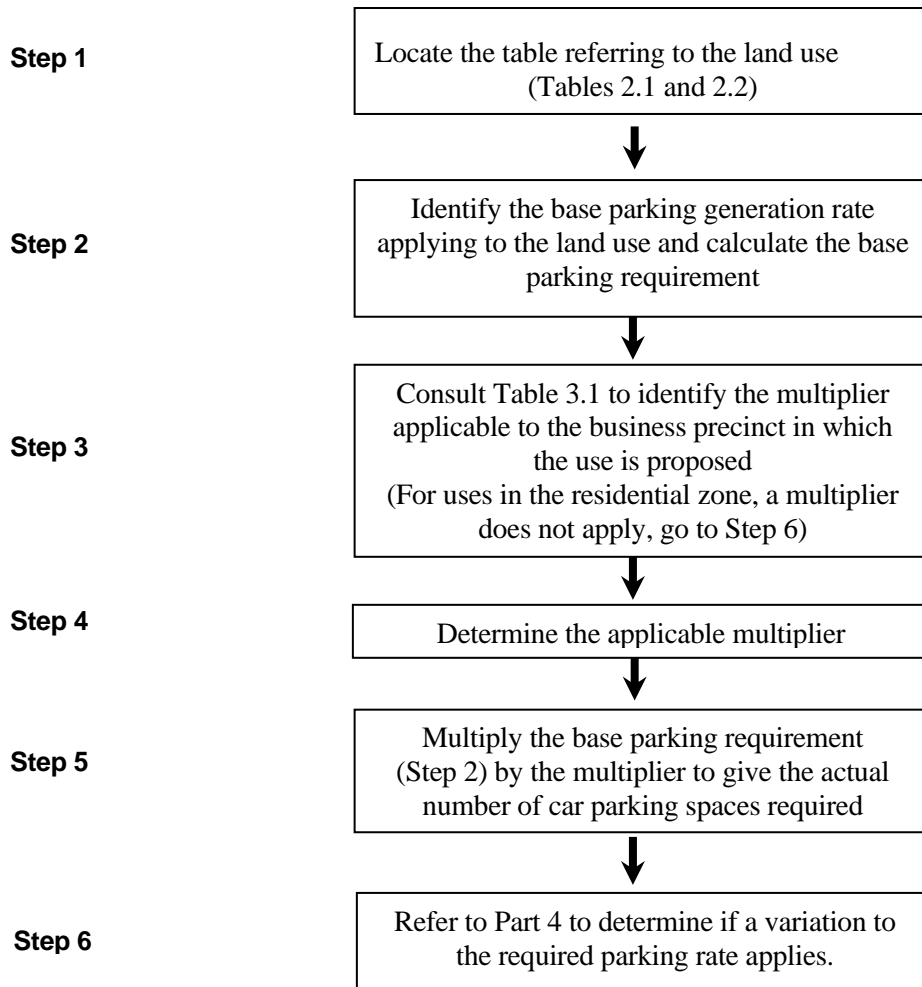 Step 1
Locate the table referring to the land use
(Tables 2.1 and 2.2)
Step 2
Identify the base parking generation rate
applying to the land use and calculate the base
parking requirement
Step 3
Consult Table 3.1 to identify the multiplier
applicable to the business precinct in which
the use is proposed
(For uses in the residential zone, a multiplier
does not apply, go to Step 6)
Step 4
Determine the applicable multiplier
Step 5
Multiply the base parking requirement
(Step 2) by the multiplier to give the actual
number of car parking spaces required
Step 6
Refer to Part 4 to determine if a variation to
the required parking rate applies.